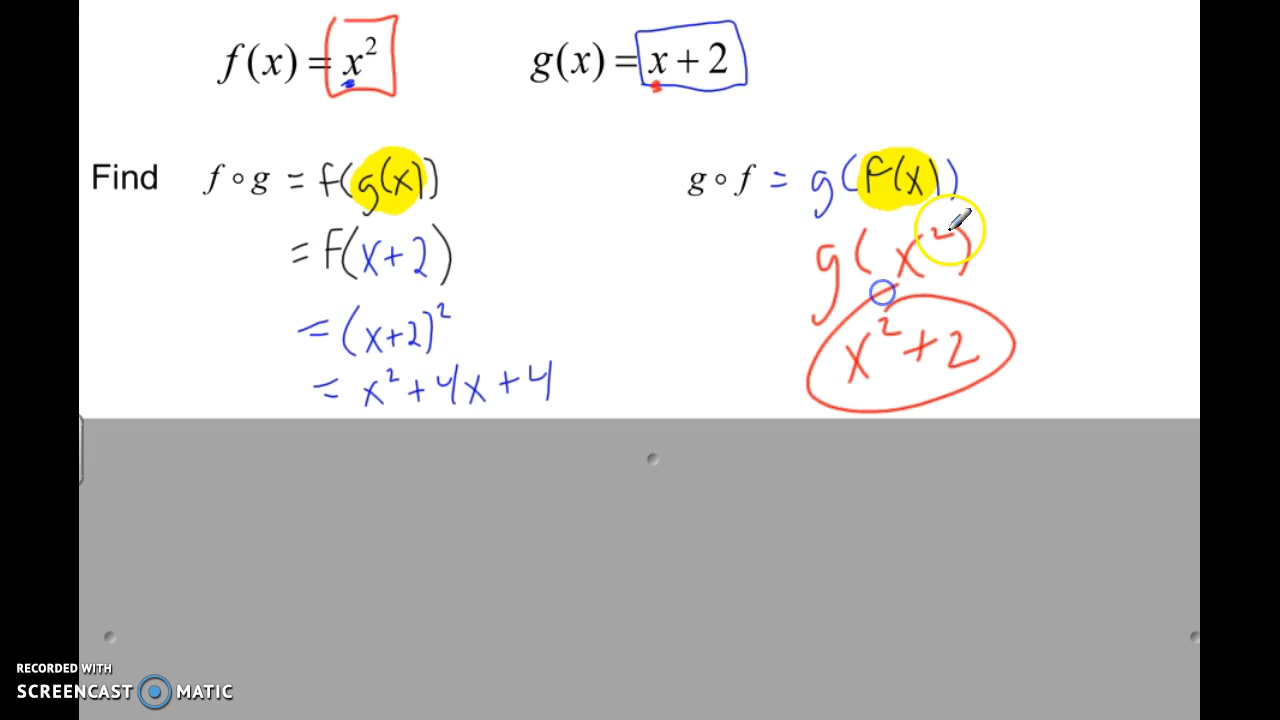 f(x) = x² g(x) = x + 2
Find f ∘ g = f(g(x)) g ∘ f = g(f(x))
= f(x+2) g(x²)
= (x+2)² x²+2
= x²+4x+4
RECORDED WITH
SCREENCAST MATIC